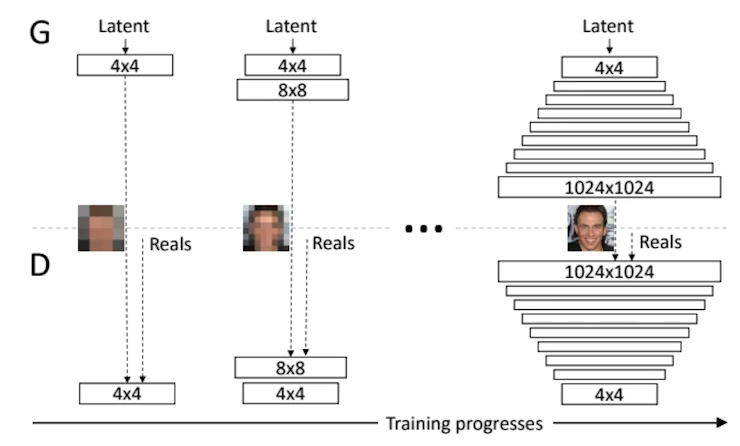 G
Latent
Latent
Latent
4x4
4x4
4x4
8x8
1024x1024
Reals
Reals
Reals
D
1024x1024
8x8
4x4
4x4
4x4
Training progresses